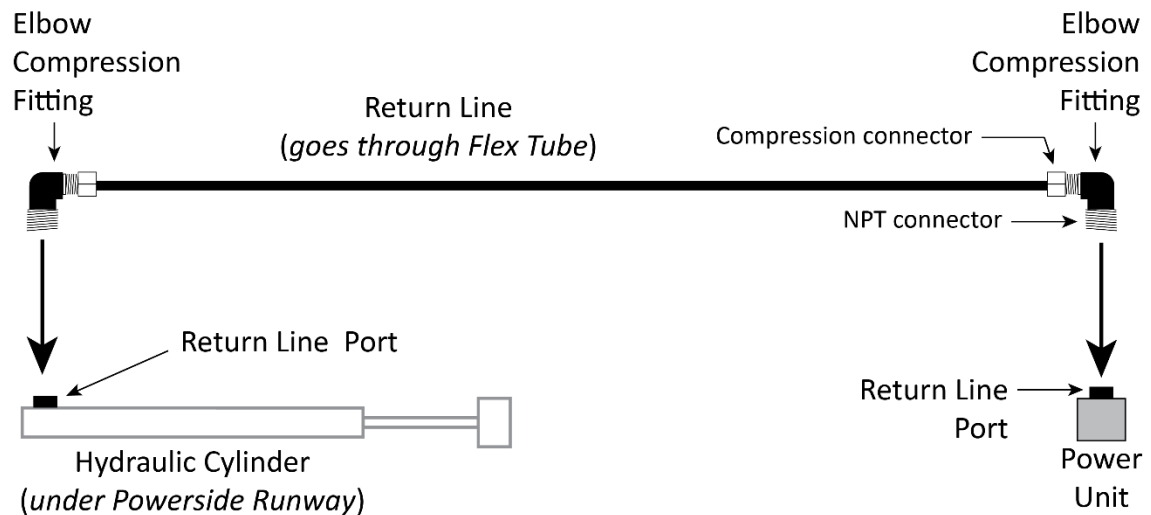 Elbow
Compression
Fitting
Elbow
Compression
Fitting
Return Line
(goes through Flex Tube)
Compression connector
NPT connector
Return Line Port
Return Line
Port
Hydraulic Cylinder
(under Powerside Runway)
Power
Unit